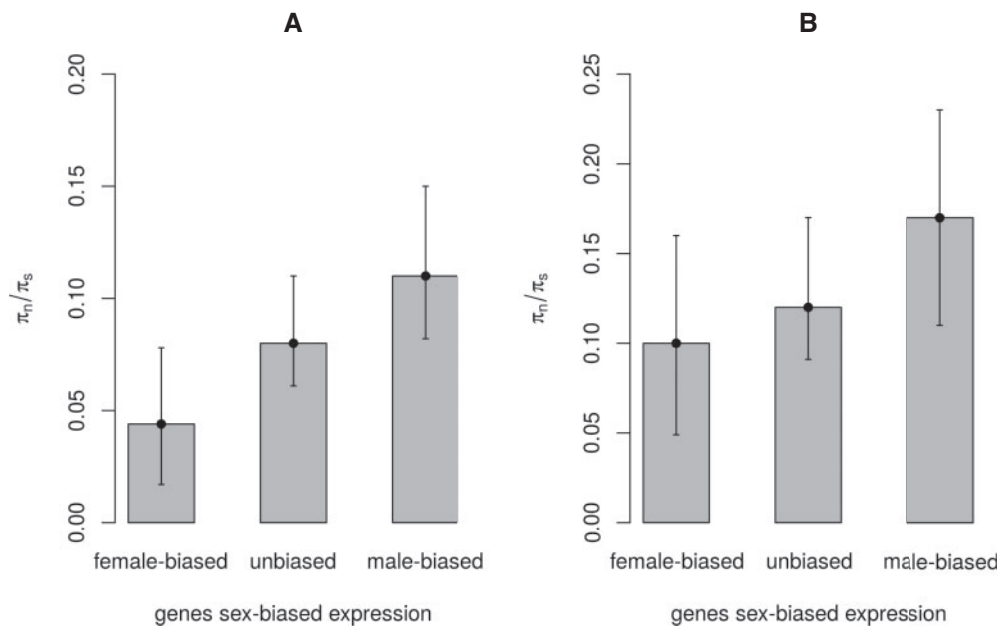 A
0.20
0.15
0.10
0.05
0.00
πn/πs
female-biased unbiased male-biased
genes sex-biased expression
B
0.25
0.20
0.15
0.10
0.05
0.00
πn/πs
female-biased unbiased male-biased
genes sex-biased expression